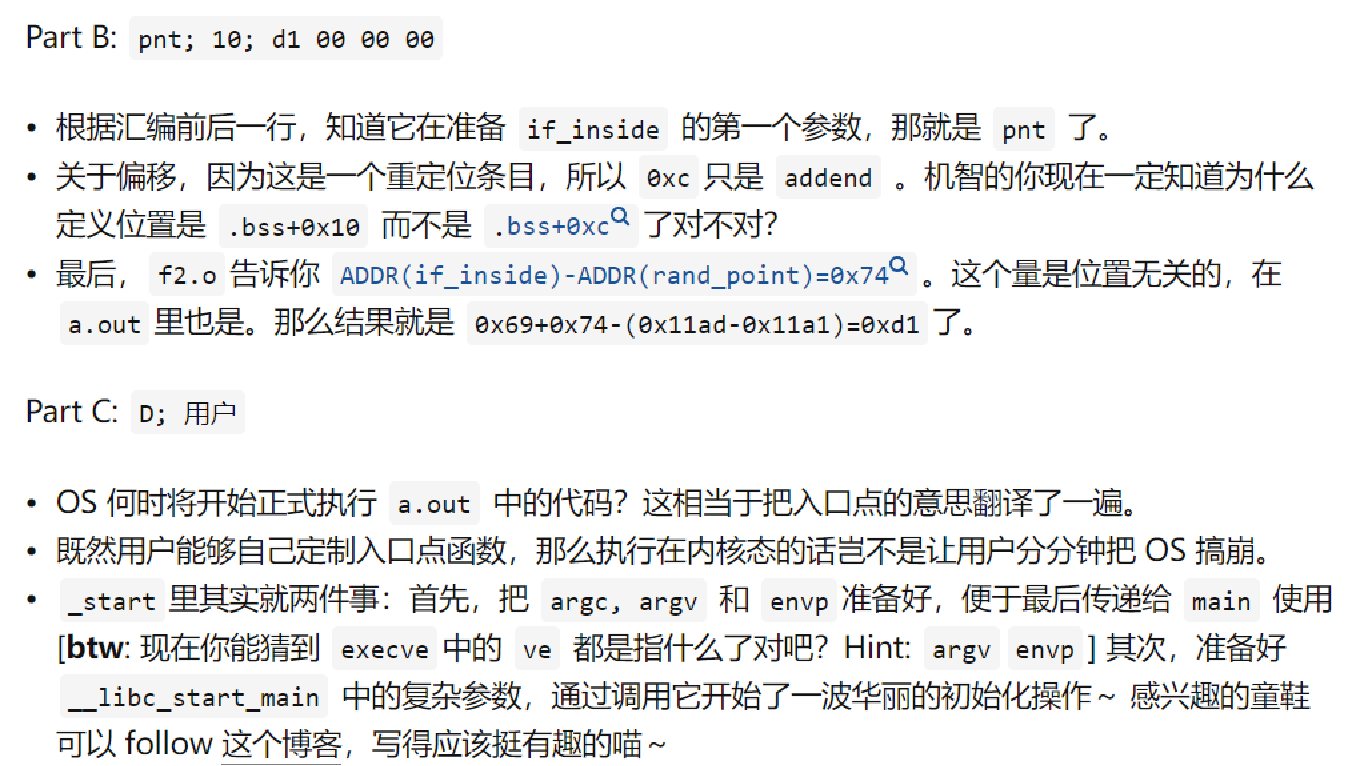 Part B: pnt; 10; d1 00 00 00
• 根据汇编前后一行，知道它在准备 if_inside 的第一个参数，那就是 pnt 了。
• 关于偏移，因为这是一个重定位条目，所以 0xc 只是 addend 。机智的你现在一定知道为什么
定义位置是 .bss+0x10 而不是 .bss+0xc 了对不对？
• 最后， f2.o 告诉你 ADDR(if_inside)-ADDR(rand_point)=0x74 。这个量是位置无关的，在
a.out 里也是。那么结果就是 0x69+0x74-(0x11ad-0x11a1)=0xd1 了。
Part C: D; 用户
• OS 何时将开始正式执行 a.out 中的代码？这相当于把入口点的意思翻译了一遍。
• 既然用户能够自己定制入口点函数，那么执行在内核态的话岂不是让用户分分钟把 OS 搞崩。
• _start 里其实就两件事：首先，把 argc, argv 和 envp 准备好，便于最后传递给 main 使用
[btw: 现在你能猜到 execve 中的 ve 都是指什么了对吧？Hint: argv envp ] 其次，准备好
__libc_start_main 中的复杂参数，通过调用它开始了一波华丽的初始化操作～ 感兴趣的童鞋
可以 follow 这个博客，写得应该挺有趣的喵～